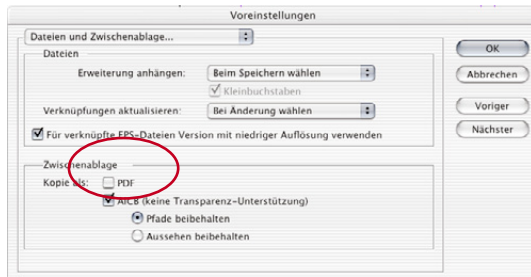 Voreinstellungen
Dateien und Zwischenablage...
OK
Dateien
Erweiterung anhängen: Beim Speichern wählen
Abbrechen
Kleinbuchstaben
Verknüpfungen aktualisieren: Bei Änderung wählen
Voriger
Für verknüpfte EPS-Dateien Version mit niedriger Auflösung verwenden
Nächster
Zwischenablage
Kopie als: PDF
AICB (keine Transparenz-Unterstützung)
Pfade beibehalten
Aussehen beibehalten